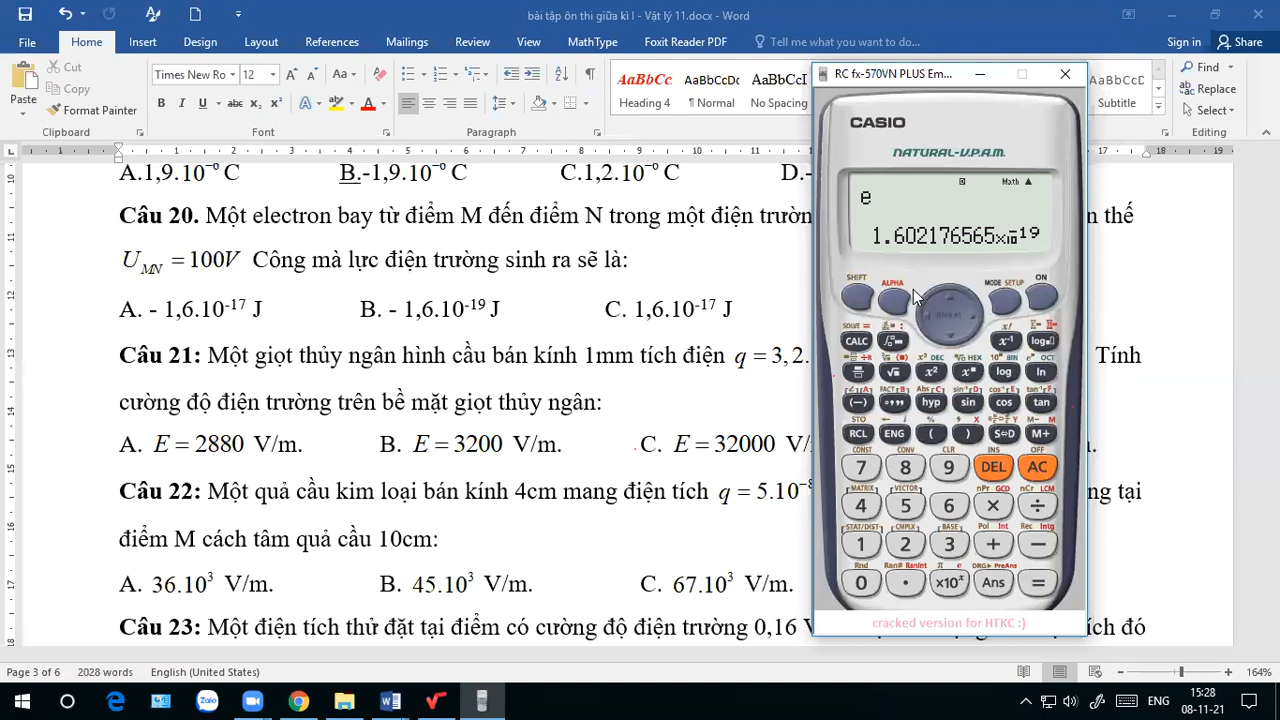 bài tập ôn thi giữa kì I - Vật lý 11.docx - Word
File Home Insert Design Layout References Mailings Review View MathType Foxit Reader PDF Tell me what you want to do... Sign in Share
Paste Cut Copy Format Painter Clipboard
Times New Ro 12 Font
Paragraph
AaBbCc Heading 4 AaBbCcDc ¶ Normal AaBbCcI No Spacing Subtitle
Find Replace Select Editing
A.1,9.10 C B.-1,9.10 C C.1,2.10 C D.-
Câu 20. Một electron bay từ điểm M đến điểm N trong một điện trườn n thế
U_MN = 100V Công mà lực điện trường sinh ra sẽ là:
A. - 1,6.10⁻¹⁷ J B. - 1,6.10⁻¹⁹ J C. 1,6.10⁻¹⁷ J
Câu 21: Một giọt thủy ngân hình cầu bán kính 1mm tích điện q = 3,2. Tính
cường độ điện trường trên bề mặt giọt thủy ngân:
A. E = 2880 V/m. B. E = 3200 V/m. C. E = 32000 V/
Câu 22: Một quả cầu kim loại bán kính 4cm mang điện tích q = 5.10⁻⁸ ng tại
điểm M cách tâm quả cầu 10cm:
A. 36.10³ V/m. B. 45.10³ V/m. C. 67.10³ V/m.
Câu 23: Một điện tích thử đặt tại điểm có cường độ điện trường 0,16 V ích đó
RC fx-570VN PLUS Em...
CASIO
NATURAL-V.P.A.M.
Math
e
1.602176565×10⁻¹⁹
SHIFT ALPHA MODE SETUP ON
CALC x⁻¹ log
log ln
(−) hyp sin cos tan
RCL ENG ( ) S⇔D M+
7 8 9 DEL AC
4 5 6 × ÷
1 2 3 + −
0 . ×10ˣ Ans =
cracked version for HTKC :)
Page 3 of 6 2028 words English (United States) 164%
Zalo ENG 15:28
08-11-21